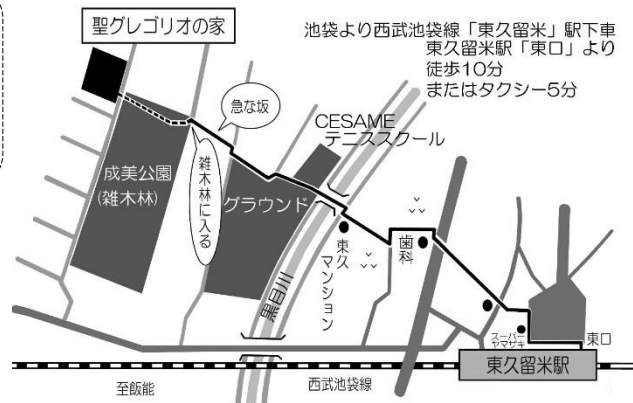 聖グレゴリオの家
池袋より西武池袋線「東久留米」駅下車
東久留米駅「東口」より
徒歩10分
またはタクシー5分
急な坂
CESAME
テニススクール
成美公園
(雑木林)
雑木林に入る
グラウンド
東久
マンション
歯科
黒目川
スーパー
ヤマザキ
東口
東久留米駅
至飯能
西武池袋線